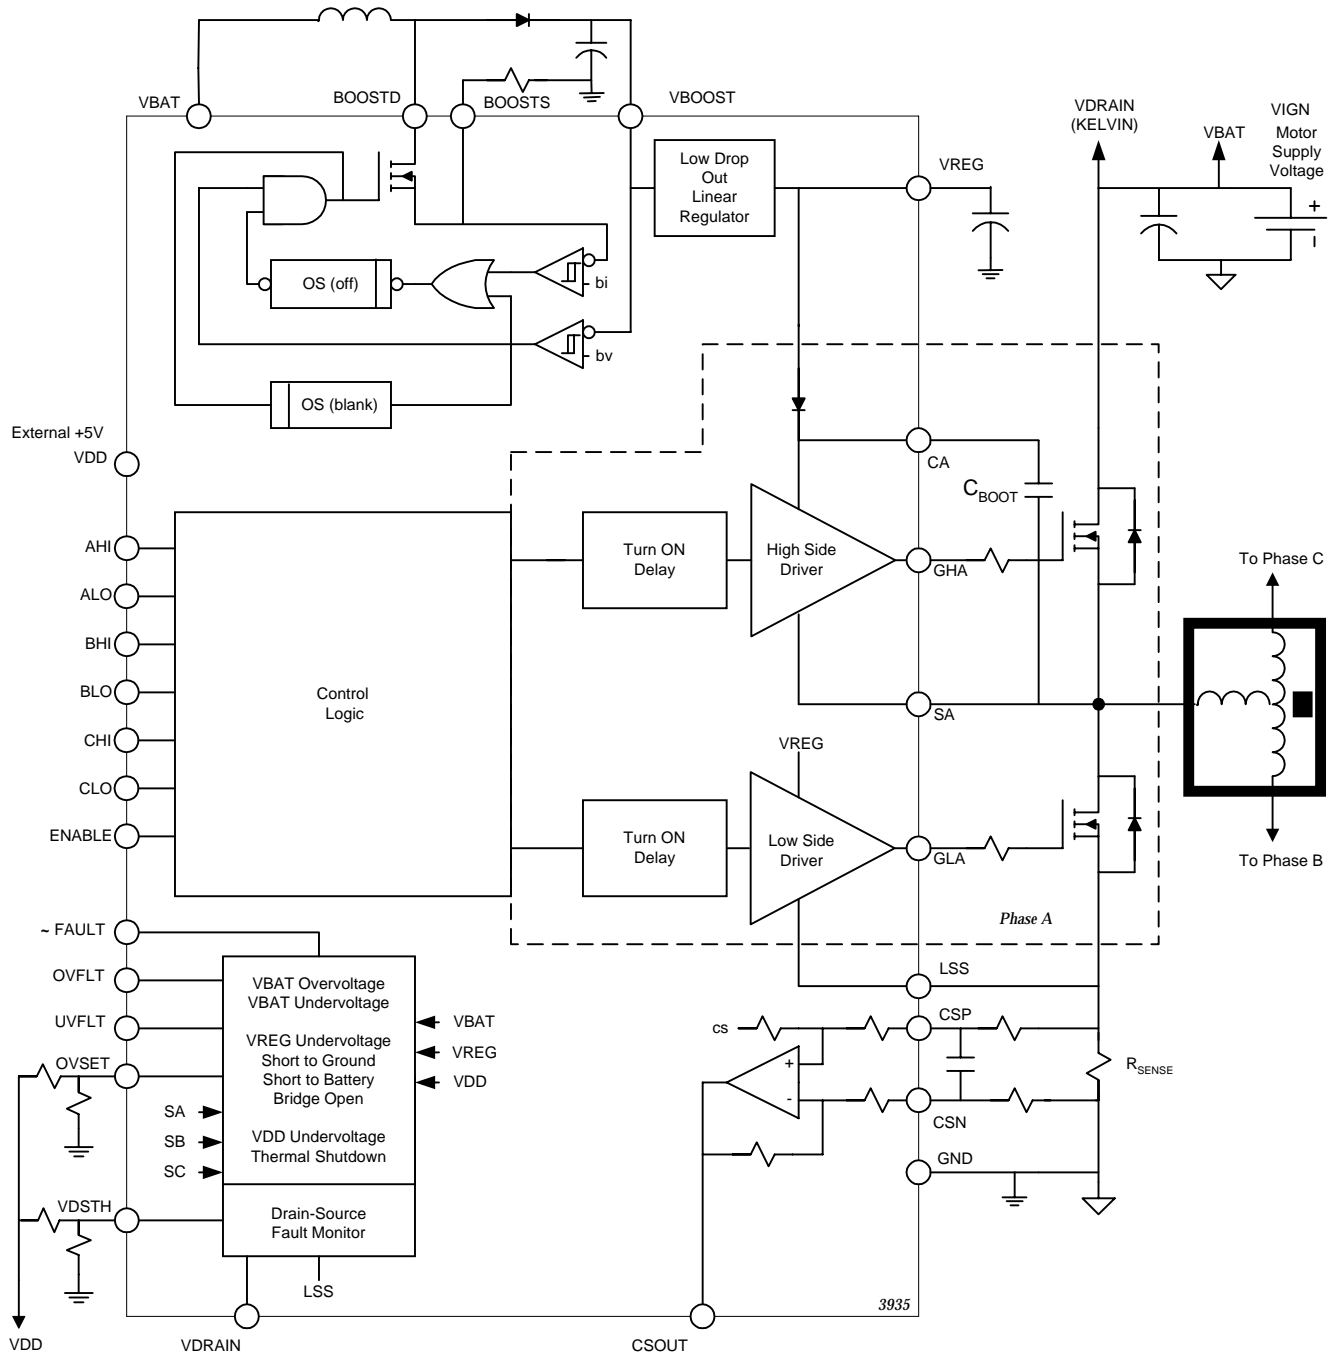 VBAT
BOOSTD
BOOSTS
VBOOST
VDRAIN
(KELVIN)
VBAT
VIGN
Motor
Supply
Voltage
+
–
Low Drop
Out
Linear
Regulator
VREG
OS (off)
bi
bv
OS (blank)
External +5V
VDD
CA
CBOOT
AHI
ALO
BHI
BLO
CHI
CLO
ENABLE
Control
Logic
Turn ON
Delay
High Side
Driver
GHA
To Phase C
SA
VREG
Turn ON
Delay
Low Side
Driver
GLA
To Phase B
Phase A
~ FAULT
OVFLT
UVFLT
OVSET
SA
SB
SC
VDSTH
VDD
VBAT Overvoltage
VBAT Undervoltage
VREG Undervoltage
Short to Ground
Short to Battery
Bridge Open
VDD Undervoltage
Thermal Shutdown
Drain-Source
Fault Monitor
VBAT
VREG
VDD
LSS
VDRAIN
LSS
cs
CSP
+
-
CSN
RSENSE
GND
CSOUT
3935